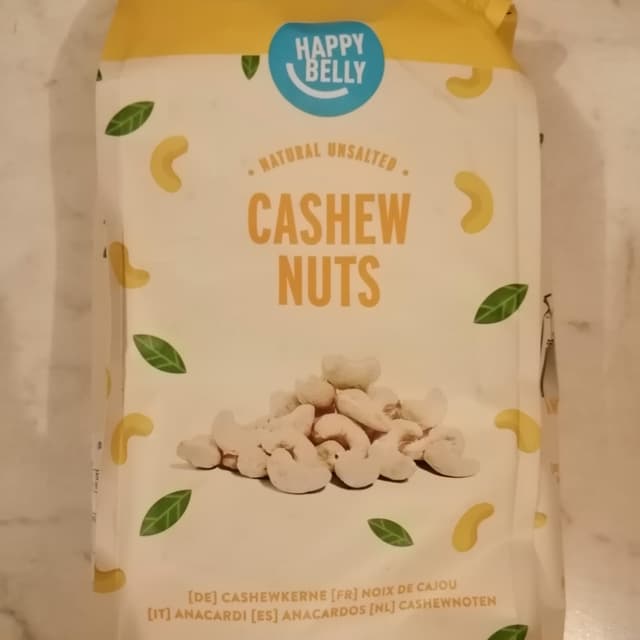 HAPPY
BELLY
• NATURAL UNSALTED •
CASHEW
NUTS
[DE] CASHEWKERNE [FR] NOIX DE CAJOU
[IT] ANACARDI [ES] ANACARDOS [NL] CASHEWNOTEN